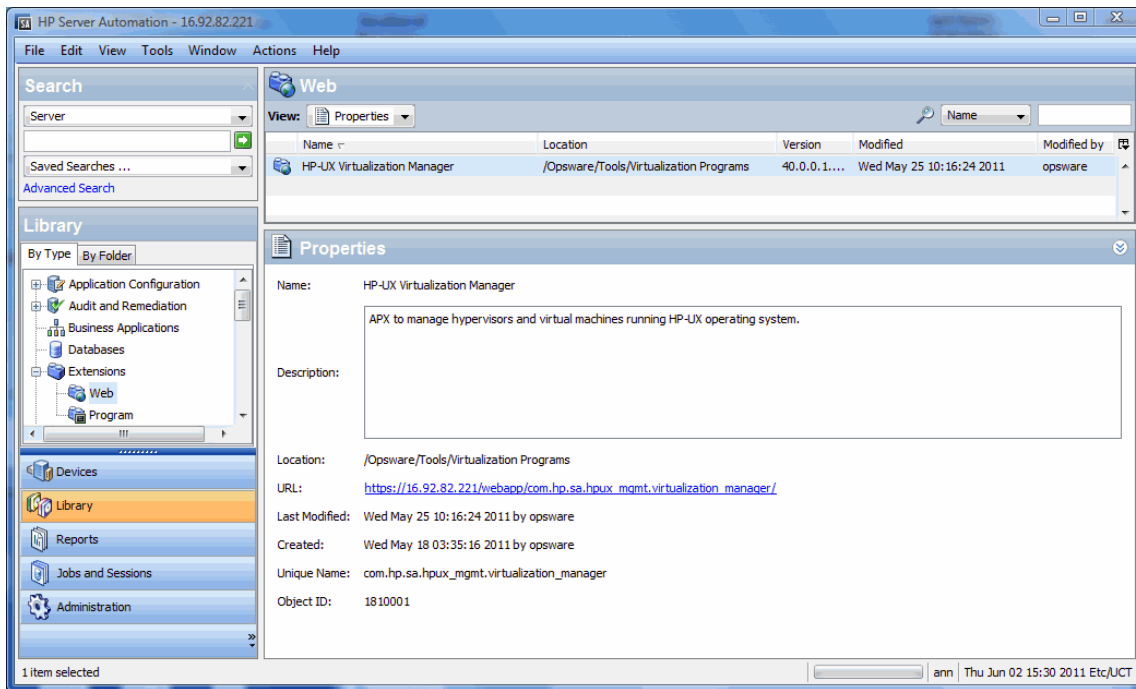 HP Server Automation - 16.92.82.221
File Edit View Tools Window Actions Help
Search
Server
Saved Searches ...
Advanced Search
Library
By Type By Folder
Application Configuration
Audit and Remediation
Business Applications
Databases
Extensions
Web
Program
Devices
Library
Reports
Jobs and Sessions
Administration
Web
View: Properties Name
Name Location Version Modified Modified by
HP-UX Virtualization Manager /Opsware/Tools/Virtualization Programs 40.0.0.1.... Wed May 25 10:16:24 2011 opsware
Properties
Name: HP-UX Virtualization Manager
APX to manage hypervisors and virtual machines running HP-UX operating system.
Description:
Location: /Opsware/Tools/Virtualization Programs
URL: https://16.92.82.221/webapp/com.hp.sa.hpux_mgmt.virtualization_manager/
Last Modified: Wed May 25 10:16:24 2011 by opsware
Created: Wed May 18 03:35:16 2011 by opsware
Unique Name: com.hp.sa.hpux_mgmt.virtualization_manager
Object ID: 1810001
1 item selected
ann Thu Jun 02 15:30 2011 Etc/UCT